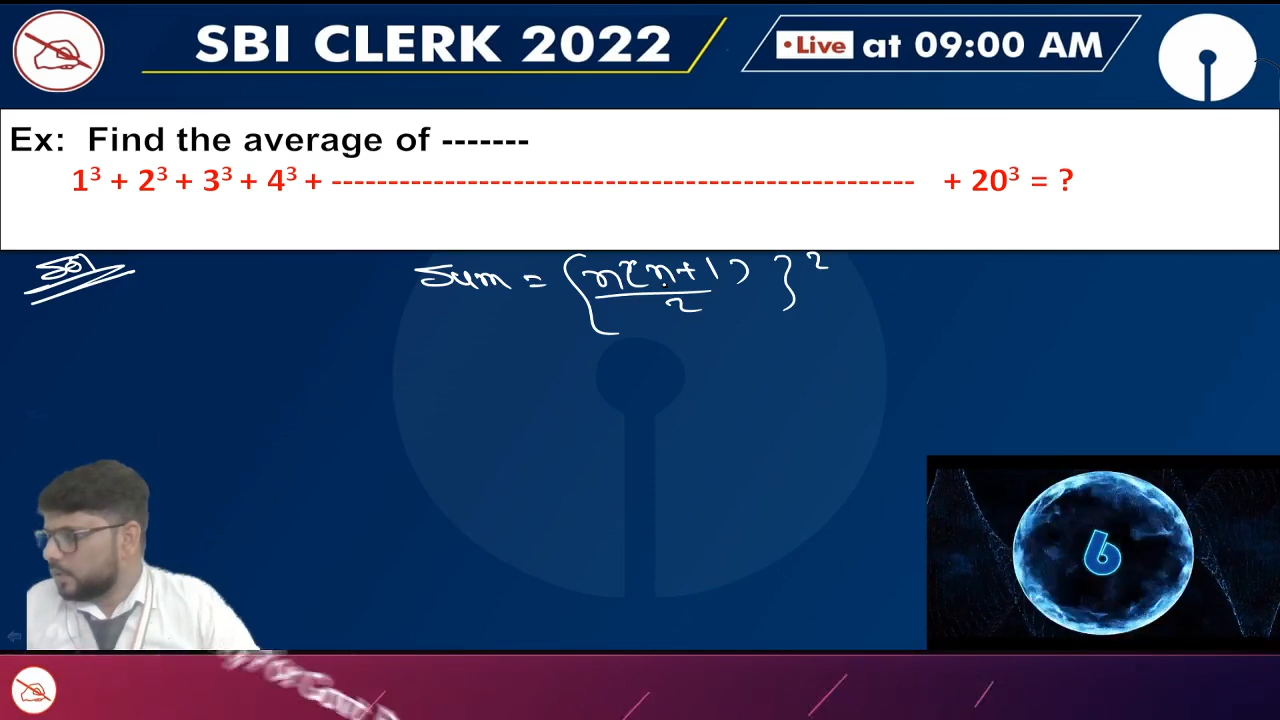 SBI CLERK 2022
•Live at 09:00 AM
Ex: Find the average of -------
1³ + 2³ + 3³ + 4³ + ---------------------------------------------------- + 20³ = ?
Sol
Sum = {n(n+1)/2}²
6